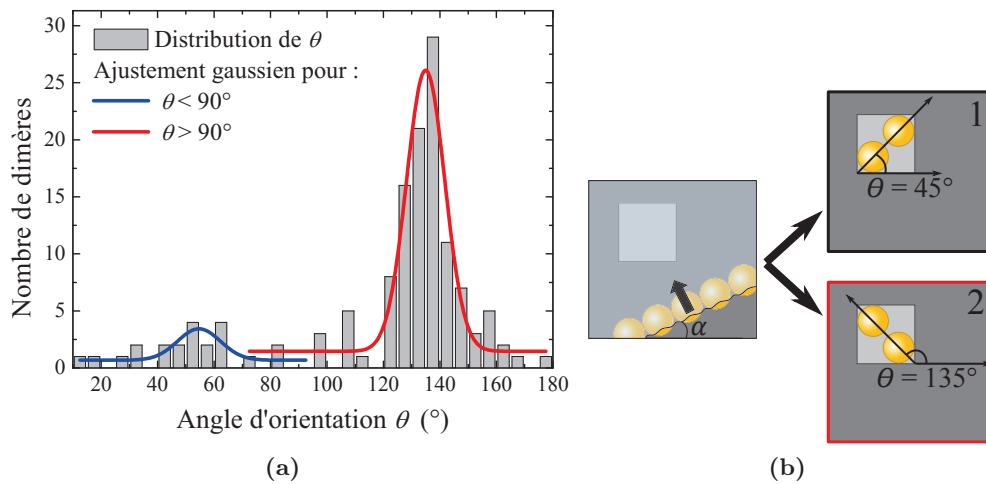 30
25
20
15
10
5
0
Nombre de dimères
Distribution de θ
Ajustement gaussien pour :
θ < 90°
θ > 90°
20 40 60 80 100 120 140 160 180
Angle d'orientation θ (°)
(a)
α
1
θ = 45°
2
θ = 135°
(b)